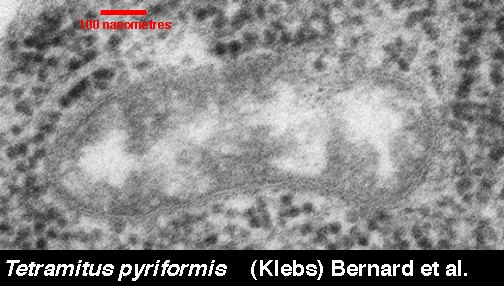 100 nanometres
Tetramitus pyriformis (Klebs) Bernard et al.